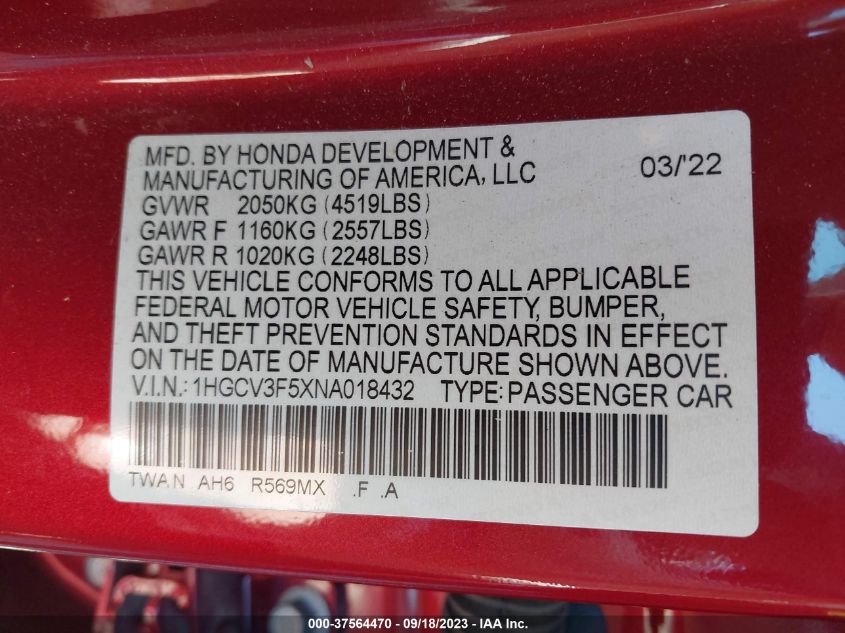 MFD. BY HONDA DEVELOPMENT &
MANUFACTURING OF AMERICA, LLC 03/'22
GVWR 2050KG (4519LBS)
GAWR F 1160KG (2557LBS)
GAWR R 1020KG (2248LBS)
THIS VEHICLE CONFORMS TO ALL APPLICABLE
FEDERAL MOTOR VEHICLE SAFETY, BUMPER,
AND THEFT PREVENTION STANDARDS IN EFFECT
ON THE DATE OF MANUFACTURE SHOWN ABOVE.
V.I.N.: 1HGCV3F5XNA018432 TYPE: PASSENGER CAR
TWA N AH6 R569MX .F .A
000-37564470 - 09/18/2023 - IAA Inc.